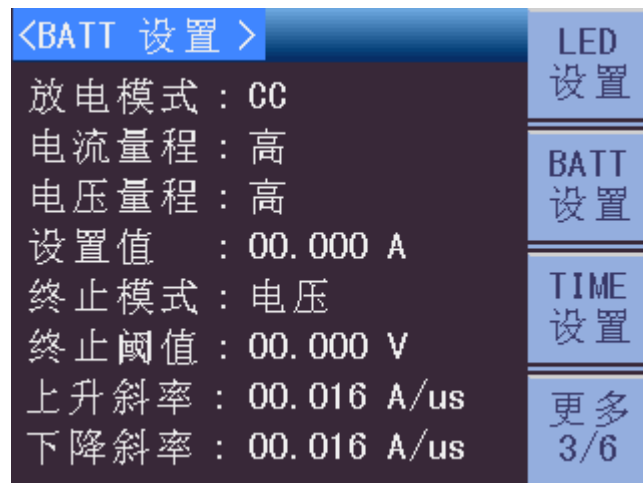 <BATT 设置 >
放电模式 : CC
电流量程 : 高
电压量程 : 高
设置值 : 00.000 A
终止模式 : 电压
终止阈值 : 00.000 V
上升斜率 : 00.016 A/us
下降斜率 : 00.016 A/us
LED
设置
BATT
设置
TIME
设置
更多
3/6